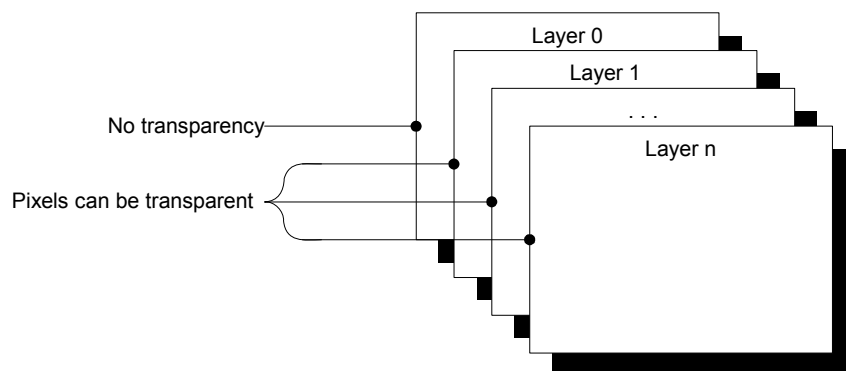 Layer 0
Layer 1
No transparency
. . .
Layer n
Pixels can be transparent